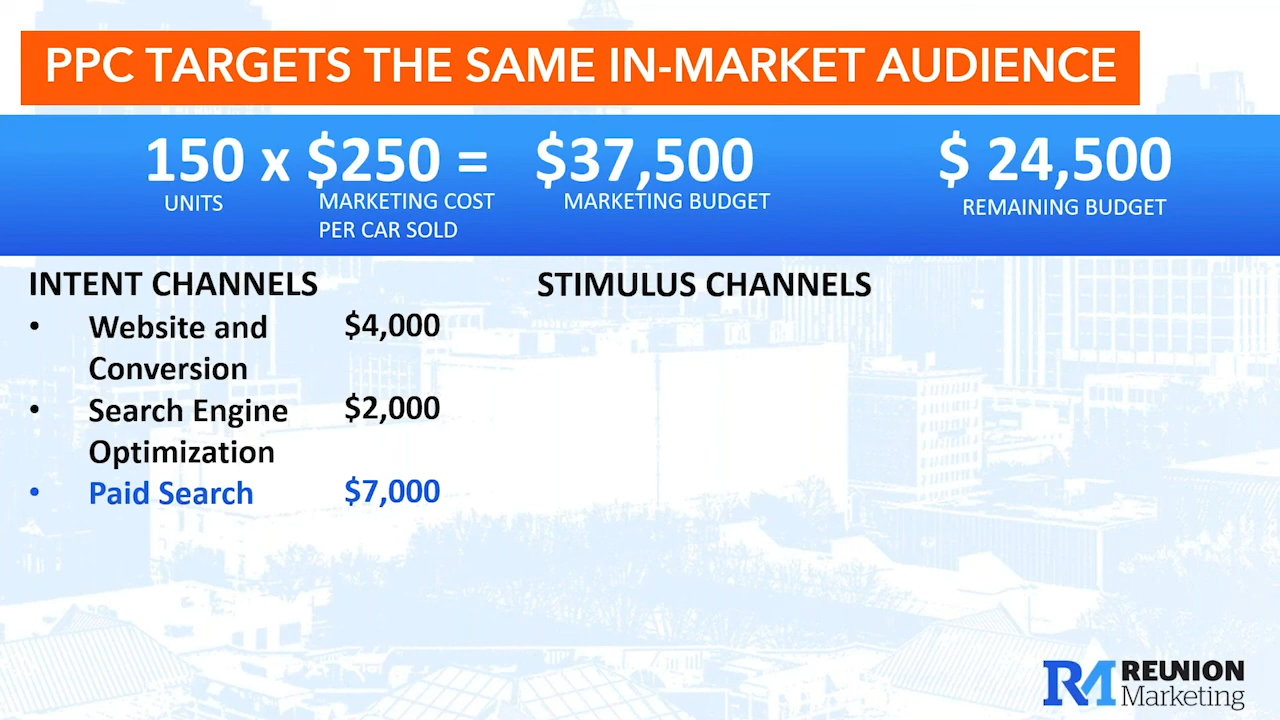 PPC TARGETS THE SAME IN-MARKET AUDIENCE
150 x $250 = $37,500 $ 24,500
UNITS MARKETING COST PER CAR SOLD MARKETING BUDGET REMAINING BUDGET
INTENT CHANNELS
• Website and Conversion $4,000
• Search Engine Optimization $2,000
• Paid Search $7,000
STIMULUS CHANNELS
RM REUNION
Marketing